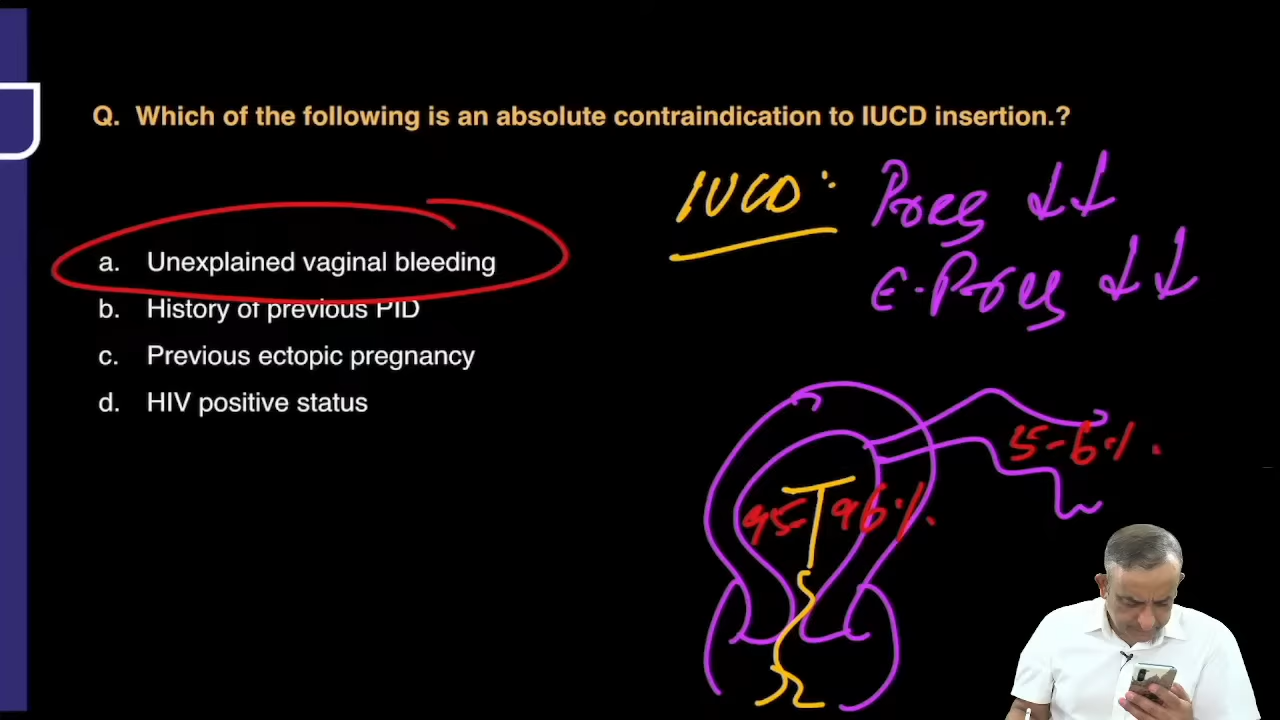 Q. Which of the following is an absolute contraindication to IUCD insertion.?
a. Unexplained vaginal bleeding
b. History of previous PID
c. Previous ectopic pregnancy
d. HIV positive status
IUCD: Preg ↓↓
E.Preg ↓↓
5-6%.
95-96%.